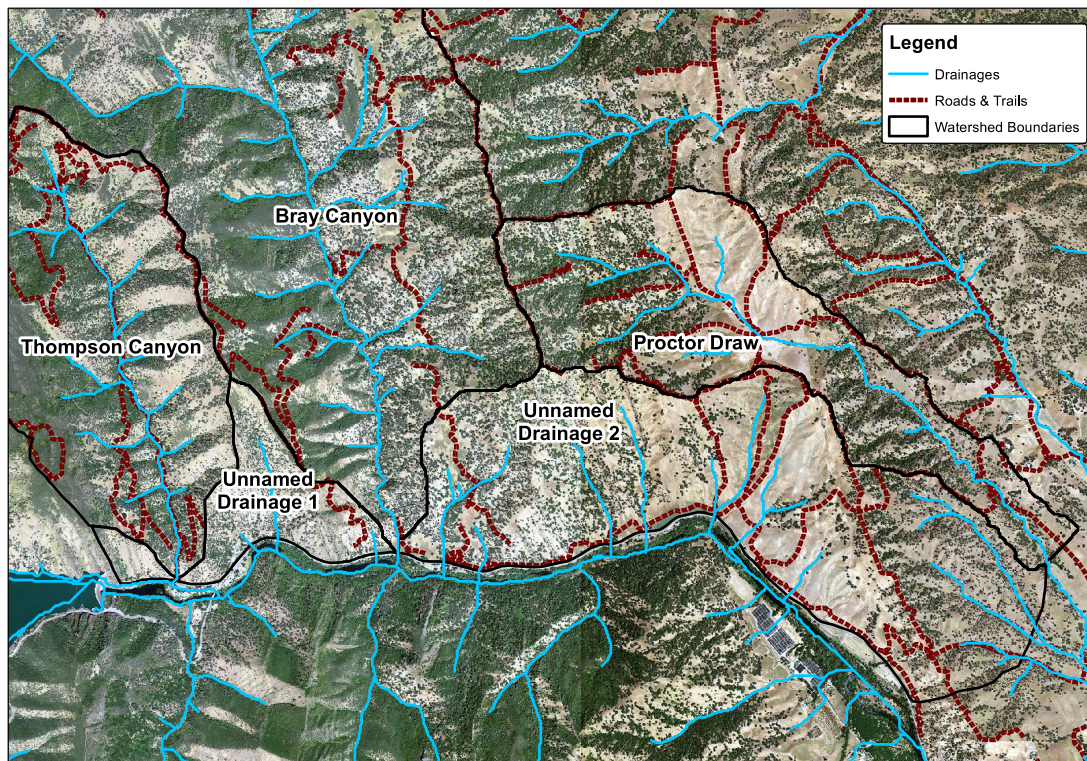 Legend
Drainages
Roads & Trails
Watershed Boundaries
Bray Canyon
Thompson Canyon
Proctor Draw
Unnamed
Drainage 2
Unnamed
Drainage 1